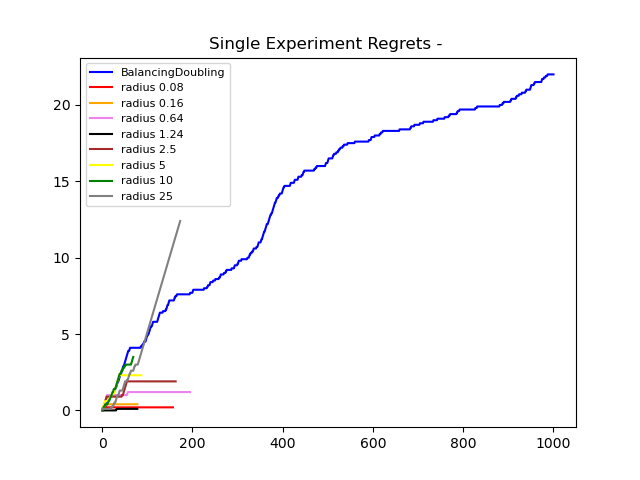 Single Experiment Regrets -
BalancingDoubling
radius 0.08
radius 0.16
radius 0.64
radius 1.24
radius 2.5
radius 5
radius 10
radius 25
20
15
10
5
0
0 200 400 600 800 1000